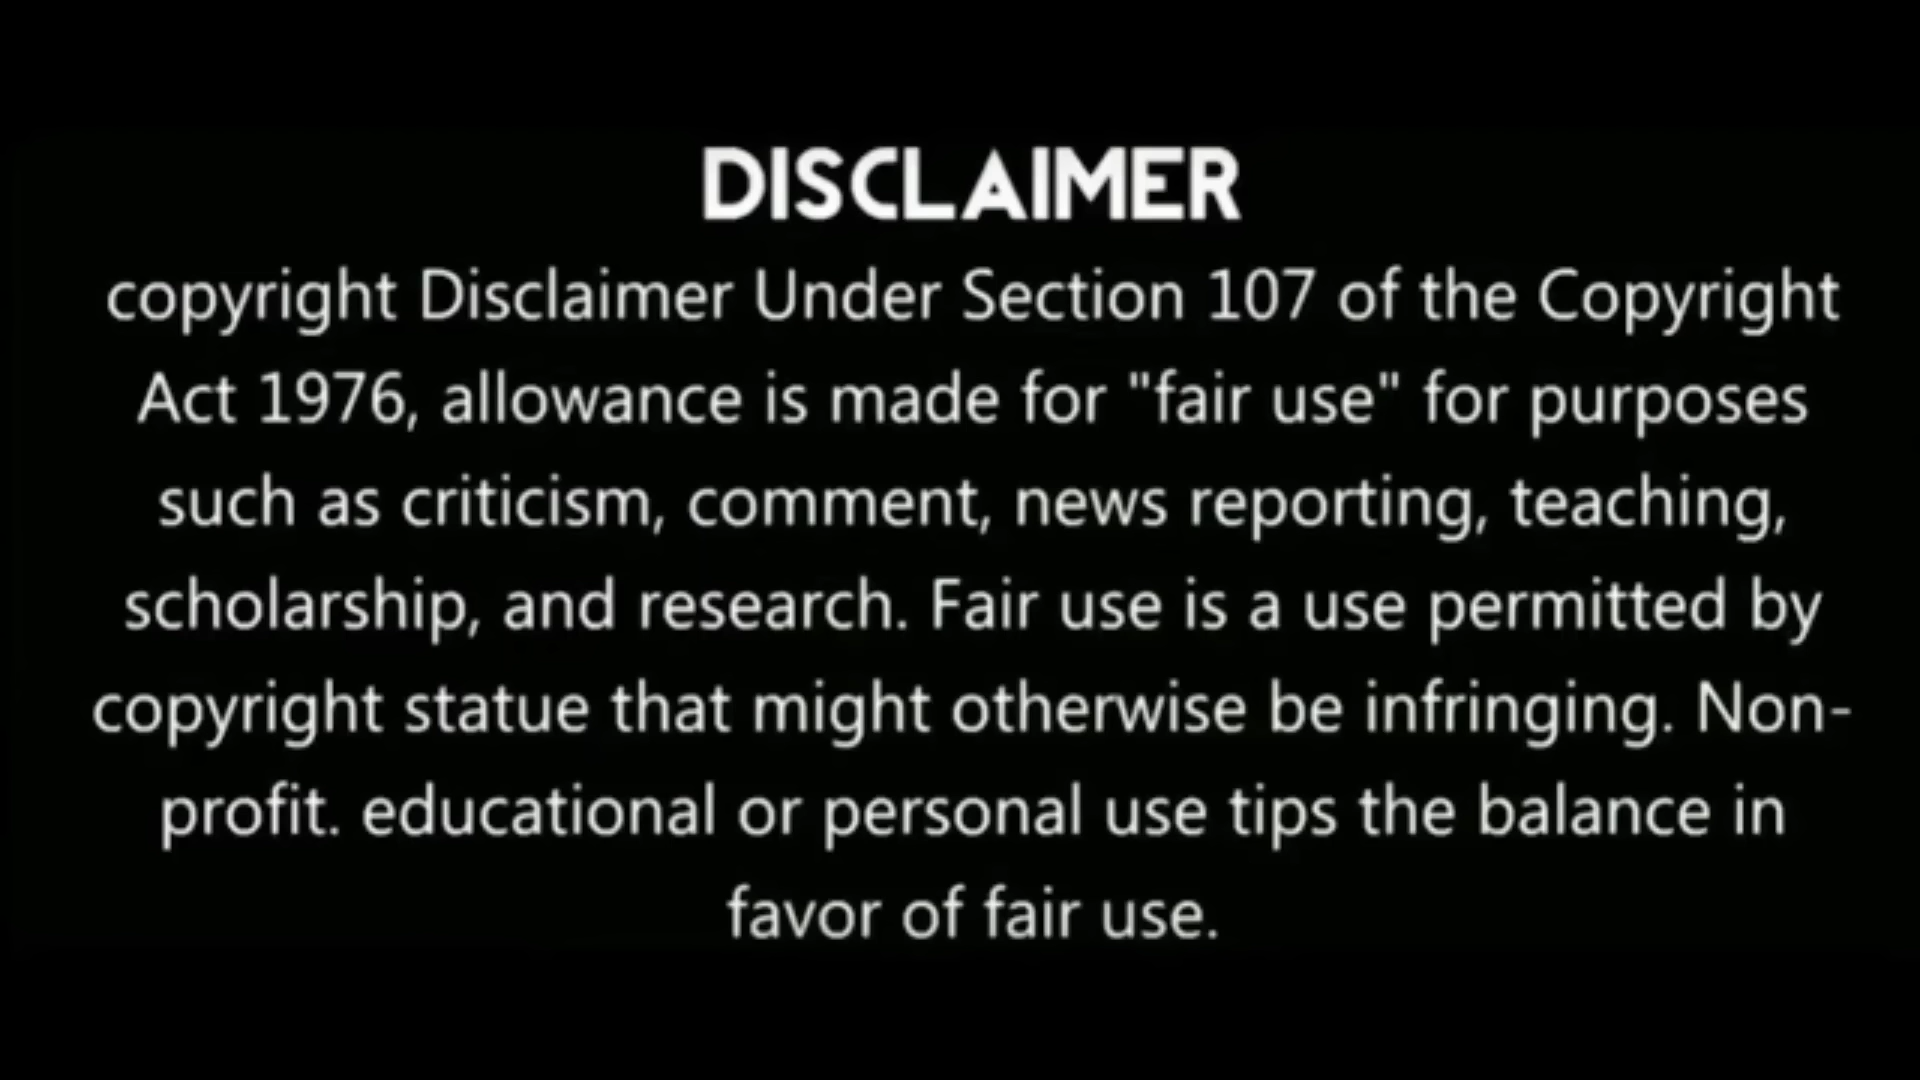 DISCLAIMER
copyright Disclaimer Under Section 107 of the Copyright
Act 1976, allowance is made for "fair use" for purposes
such as criticism, comment, news reporting, teaching,
scholarship, and research. Fair use is a use permitted by
copyright statue that might otherwise be infringing. Non-
profit. educational or personal use tips the balance in
favor of fair use.